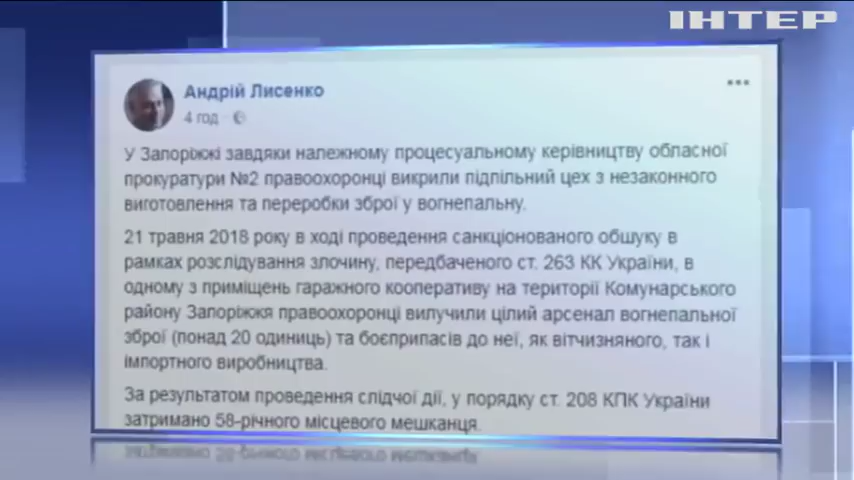 ІНТЕР
Андрій Лисенко
4 год ·
У Запоріжжі завдяки належному процесуальному керівництву обласної
прокуратури №2 правоохоронці викрили підпільний цех з незаконного
виготовлення та переробки зброї у вогнепальну.
21 травня 2018 року в ході проведення санкціонованого обшуку в
рамках розслідування злочину, передбаченого ст. 263 КК України, в
одному з приміщень гаражного кооперативу на території Комунарського
району Запоріжжя правоохоронці вилучили цілий арсенал вогнепальної
зброї (понад 20 одиниць) та боєприпасів до неї, як вітчизняного, так і
імпортного виробництва.
За результатом проведення слідчої дії, у порядку ст. 208 КПК України
затримано 58-річного місцевого мешканця.